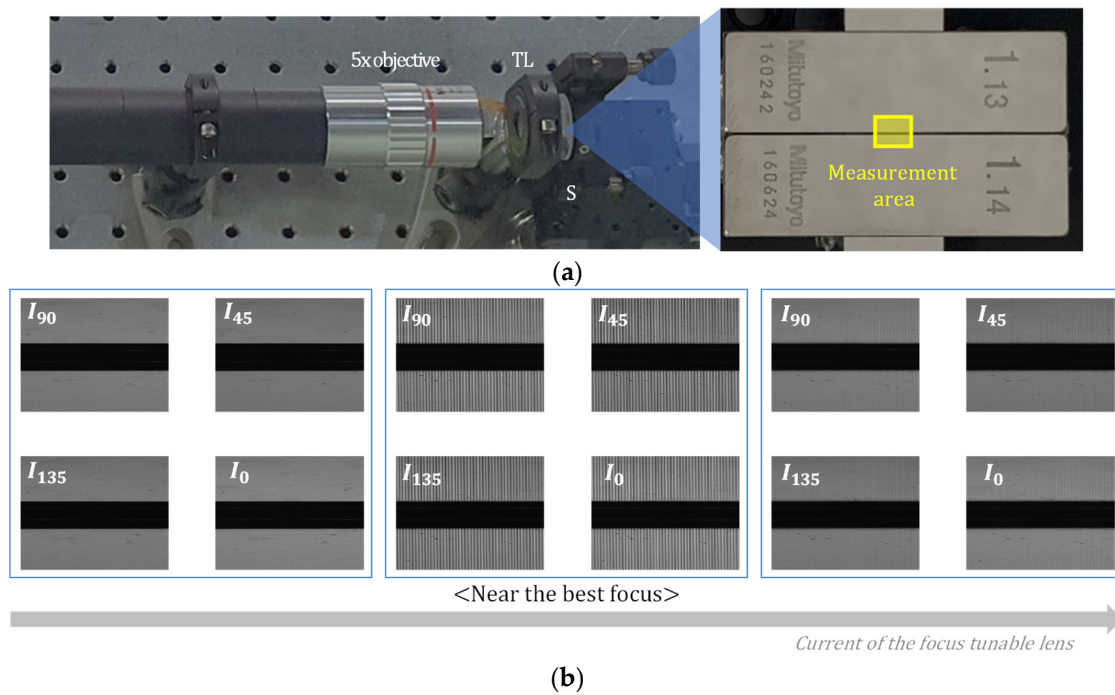 5x objective
TL
S
Mitutoyo
160242
1.13
Mitutoyo
160624
1.14
Measurement
area
(a)
I90
I45
I90
I45
I90
I45
I135
I0
I135
I0
I135
I0
<Near the best focus>
Current of the focus tunable lens
(b)